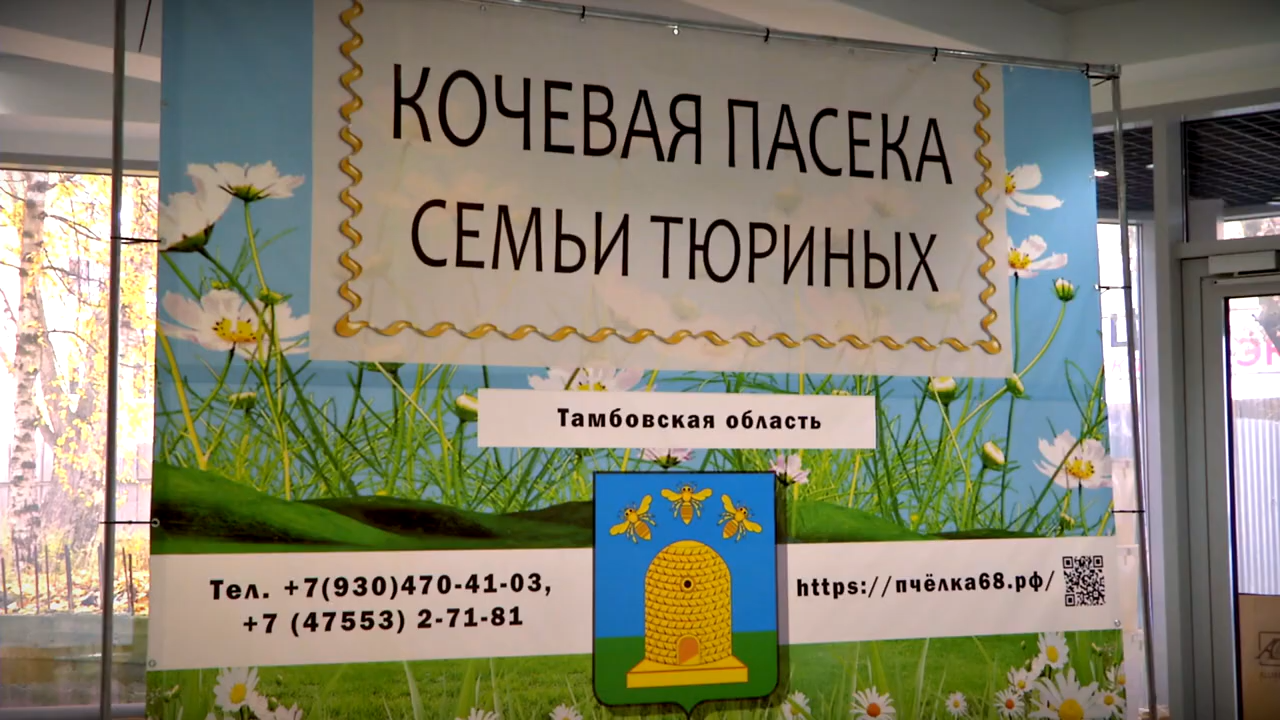 КОЧЕВАЯ ПАСЕКА
СЕМЬИ ТЮРИНЫХ
Тамбовская область
Тел. +7(930)470-41-03,
+7 (47553) 2-71-81
https://пчёлка68.рф/